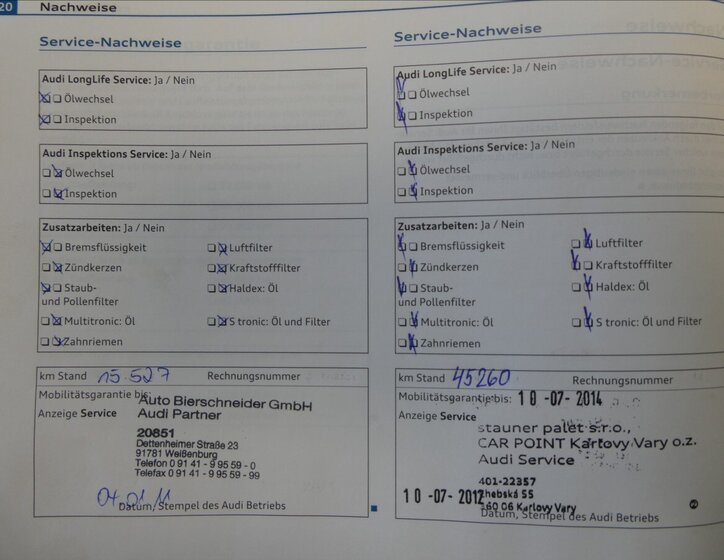 20 Nachweise
Service-Nachweise
Audi LongLife Service: Ja / Nein
Ölwechsel
Inspektion
Audi Inspektions Service: Ja / Nein
Ölwechsel
Inspektion
Zusatzarbeiten: Ja / Nein
Bremsflüssigkeit Luftfilter
Zündkerzen Kraftstofffilter
Staub- Haldex: Öl
und Pollenfilter
Multitronic: Öl S tronic: Öl und Filter
Zahnriemen
km Stand 15.527 Rechnungsnummer
Mobilitätsgarantie bis:
Auto Bierschneider GmbH
Anzeige Service Audi Partner
20851
Dettenheimer Straße 23
91781 Weißenburg
Telefon 0 91 41 - 9 95 59 - 0
Telefax 0 91 41 - 9 95 59 - 99
04.01.11
Datum, Stempel des Audi Betriebs
Service-Nachweise
Audi LongLife Service: Ja / Nein
Ölwechsel
Inspektion
Audi Inspektions Service: Ja / Nein
Ölwechsel
Inspektion
Zusatzarbeiten: Ja / Nein
Bremsflüssigkeit Luftfilter
Zündkerzen Kraftstofffilter
Staub- Haldex: Öl
und Pollenfilter
Multitronic: Öl S tronic: Öl und Filter
Zahnriemen
km Stand 45260 Rechnungsnummer
Mobilitätsgarantie bis: 10 -07- 2014
Anzeige Service
stauner palet s.r.o.,
CAR POINT Karlovy Vary o.z.
Audi Service
401-22357
10 -07- 2012 Chebská 55
360 06 Karlovy Vary
Datum, Stempel des Audi Betriebs